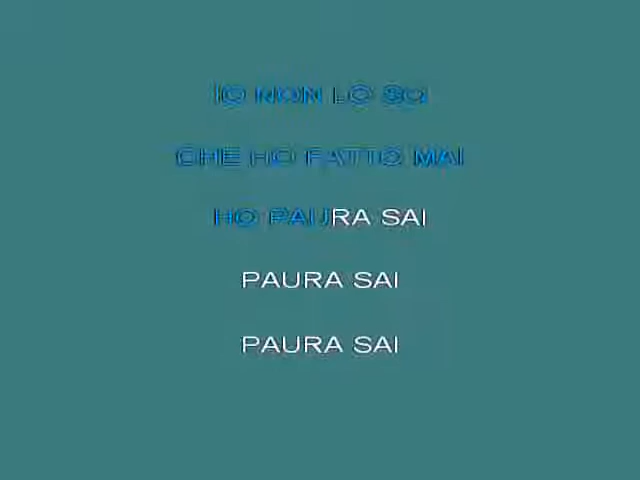 IO NON LO SO
CHE HO FATTO MAI
HO PAURA SAI
PAURA SAI
PAURA SAI